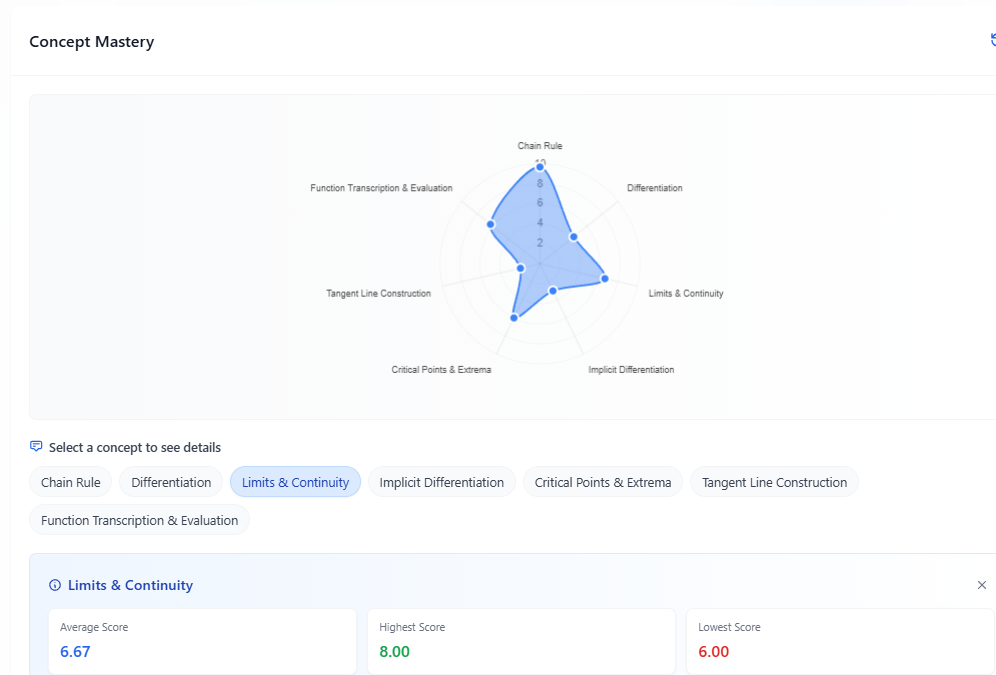 Concept Mastery
Chain Rule
10
Function Transcription & Evaluation
Differentiation
8
6
4
2
Tangent Line Construction
Limits & Continuity
Critical Points & Extrema
Implicit Differentiation
Select a concept to see details
Chain Rule Differentiation Limits & Continuity Implicit Differentiation Critical Points & Extrema Tangent Line Construction
Function Transcription & Evaluation
Limits & Continuity
Average Score Highest Score Lowest Score
6.67 8.00 6.00